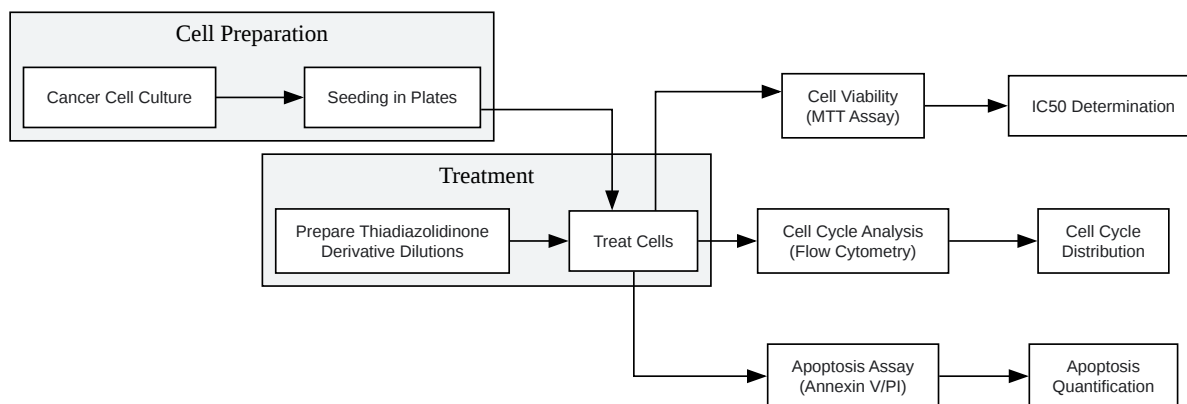 Cell Preparation
Cancer Cell Culture
Seeding in Plates
Cell Viability
(MTT Assay)
IC50 Determination
Treatment
Prepare Thiadiazolidinone
Derivative Dilutions
Treat Cells
Cell Cycle Analysis
(Flow Cytometry)
Cell Cycle
Distribution
Apoptosis Assay
(Annexin V/PI)
Apoptosis
Quantification